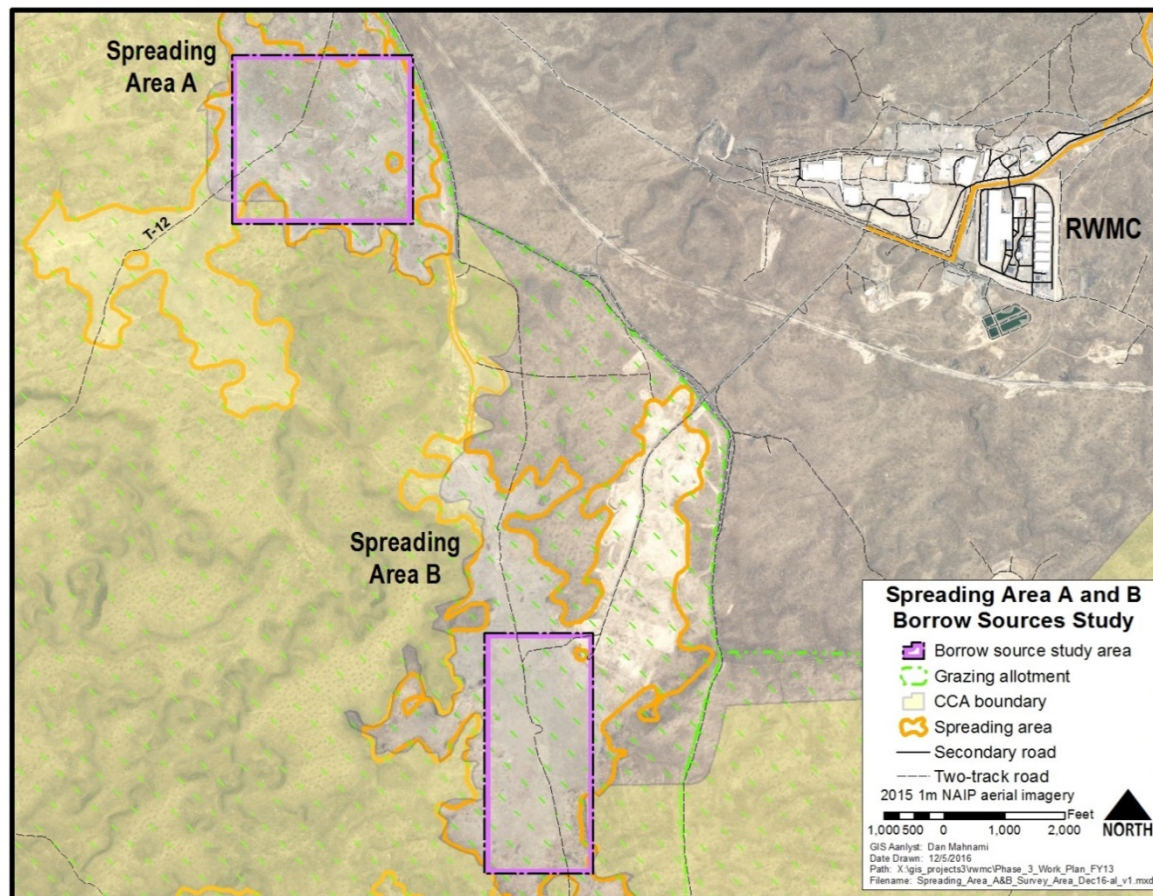 Spreading
Area A
T-12
RWMC
Spreading
Area B
Spreading Area A and B
Borrow Sources Study
Borrow source study area
Grazing allotment
CCA boundary
Spreading area
Secondary road
Two-track road
2015 1m NAIP aerial imagery
Feet
1,000 500 0 1,000 2,000
NORTH
GIS Aanlyst: Dan Mahnami
Date Drawn: 12/5/2016
Path: X:\gis_projects3\rwmc\Phase_3_Work_Plan_FY13
Filename: Spreading_Area_A&B_Survey_Area_Dec16-al_v1.mxd